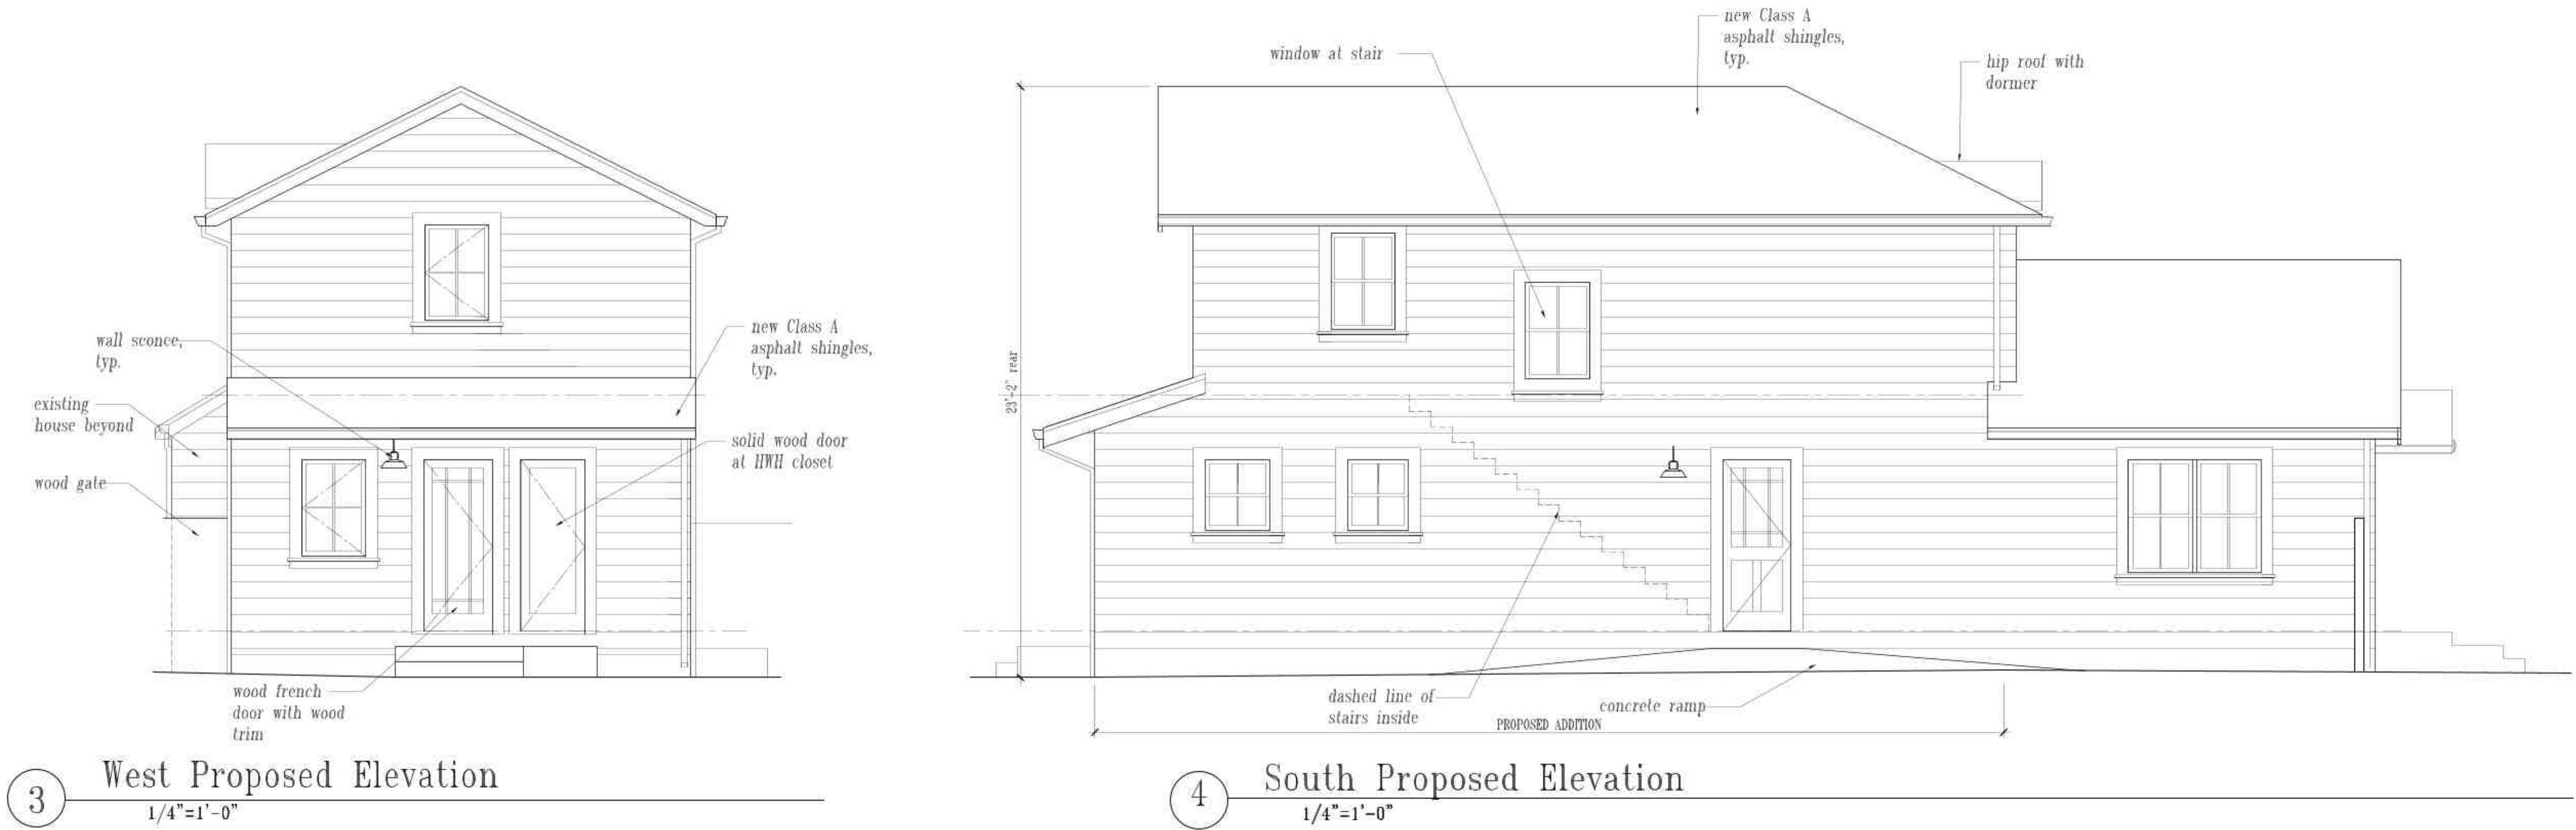 wall sconce,
typ.
existing
house beyond
wood gate
new Class A
asphalt shingles,
typ.
solid wood door
at HWH closet
wood french
door with wood
trim
3
West Proposed Elevation
1/4"=1'-0"
window at stair
new Class A
asphalt shingles,
typ.
hip roof with
dormer
23'-2" rear
dashed line of
stairs inside
concrete ramp
PROPOSED ADDITION
4
South Proposed Elevation
1/4"=1'-0"